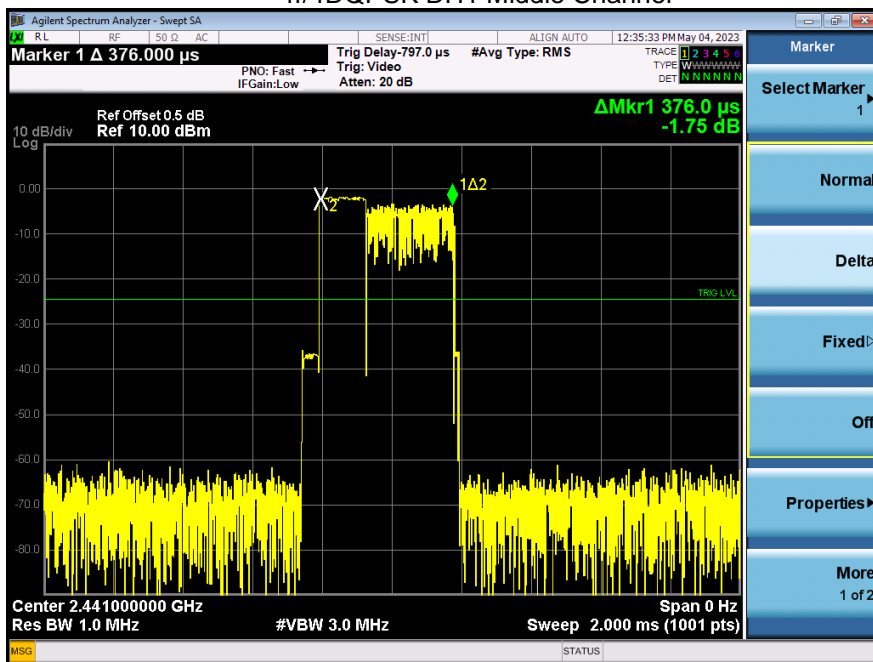 Agilent Spectrum Analyzer - Swept SA
LXI RL RF 50 Ω AC SENSE:INT ALIGN AUTO 12:35:33 PM May 04, 2023
Marker 1 Δ 376.000 µs
Trig Delay-797.0 µs #Avg Type: RMS
TRACE 1 2 3 4 5 6
PNO: Fast Trig: Video
TYPE WWWWWW
IFGain:Low Atten: 20 dB
DET N N N N N N
ΔMkr1 376.0 µs
-1.75 dB
Ref Offset 0.5 dB
10 dB/div Ref 10.00 dBm
Log
0.00
1Δ2
2
-10.0
-20.0
TRIG LVL
-30.0
-40.0
-50.0
-60.0
-70.0
-80.0
Center 2.441000000 GHz Span 0 Hz
Res BW 1.0 MHz #VBW 3.0 MHz Sweep 2.000 ms (1001 pts)
MSG STATUS
Marker
Select Marker
1
Normal
Delta
Fixed
Off
Properties
More
1 of 2